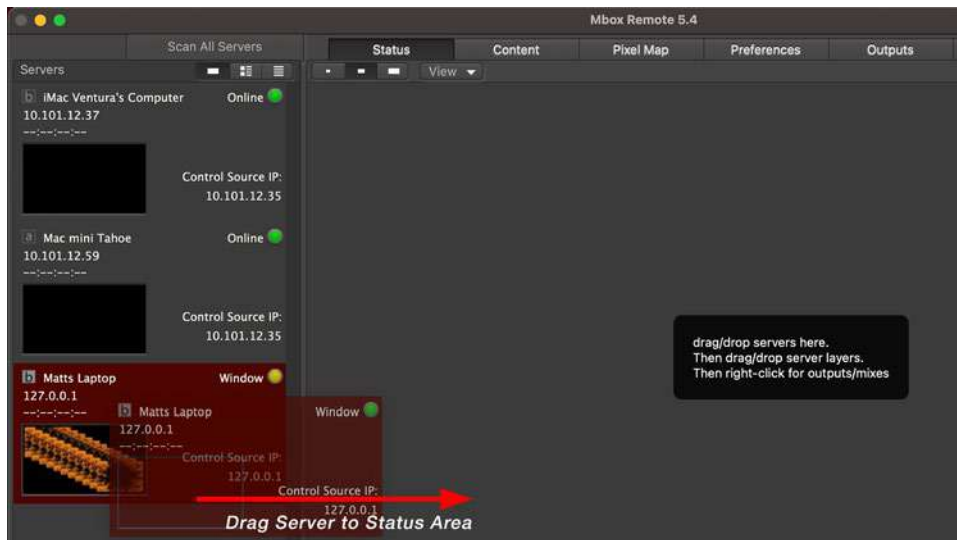 Mbox Remote 5.4
Scan All Servers
Status
Content
Pixel Map
Preferences
Outputs
Servers
View
b iMac Ventura's Computer Online
10.101.12.37
--:--:--:--
Control Source IP:
10.101.12.35
a Mac mini Tahoe Online
10.101.12.59
--:--:--:--
Control Source IP:
10.101.12.35
drag/drop servers here.
Then drag/drop server layers.
Then right-click for outputs/mixes
b Matts Laptop Window
127.0.0.1
--:--:--:--
Control Source IP:
127.0.0.1
b Matts Laptop Window
127.0.0.1
--:--:--:--
Control Source IP:
127.0.0.1
Drag Server to Status Area